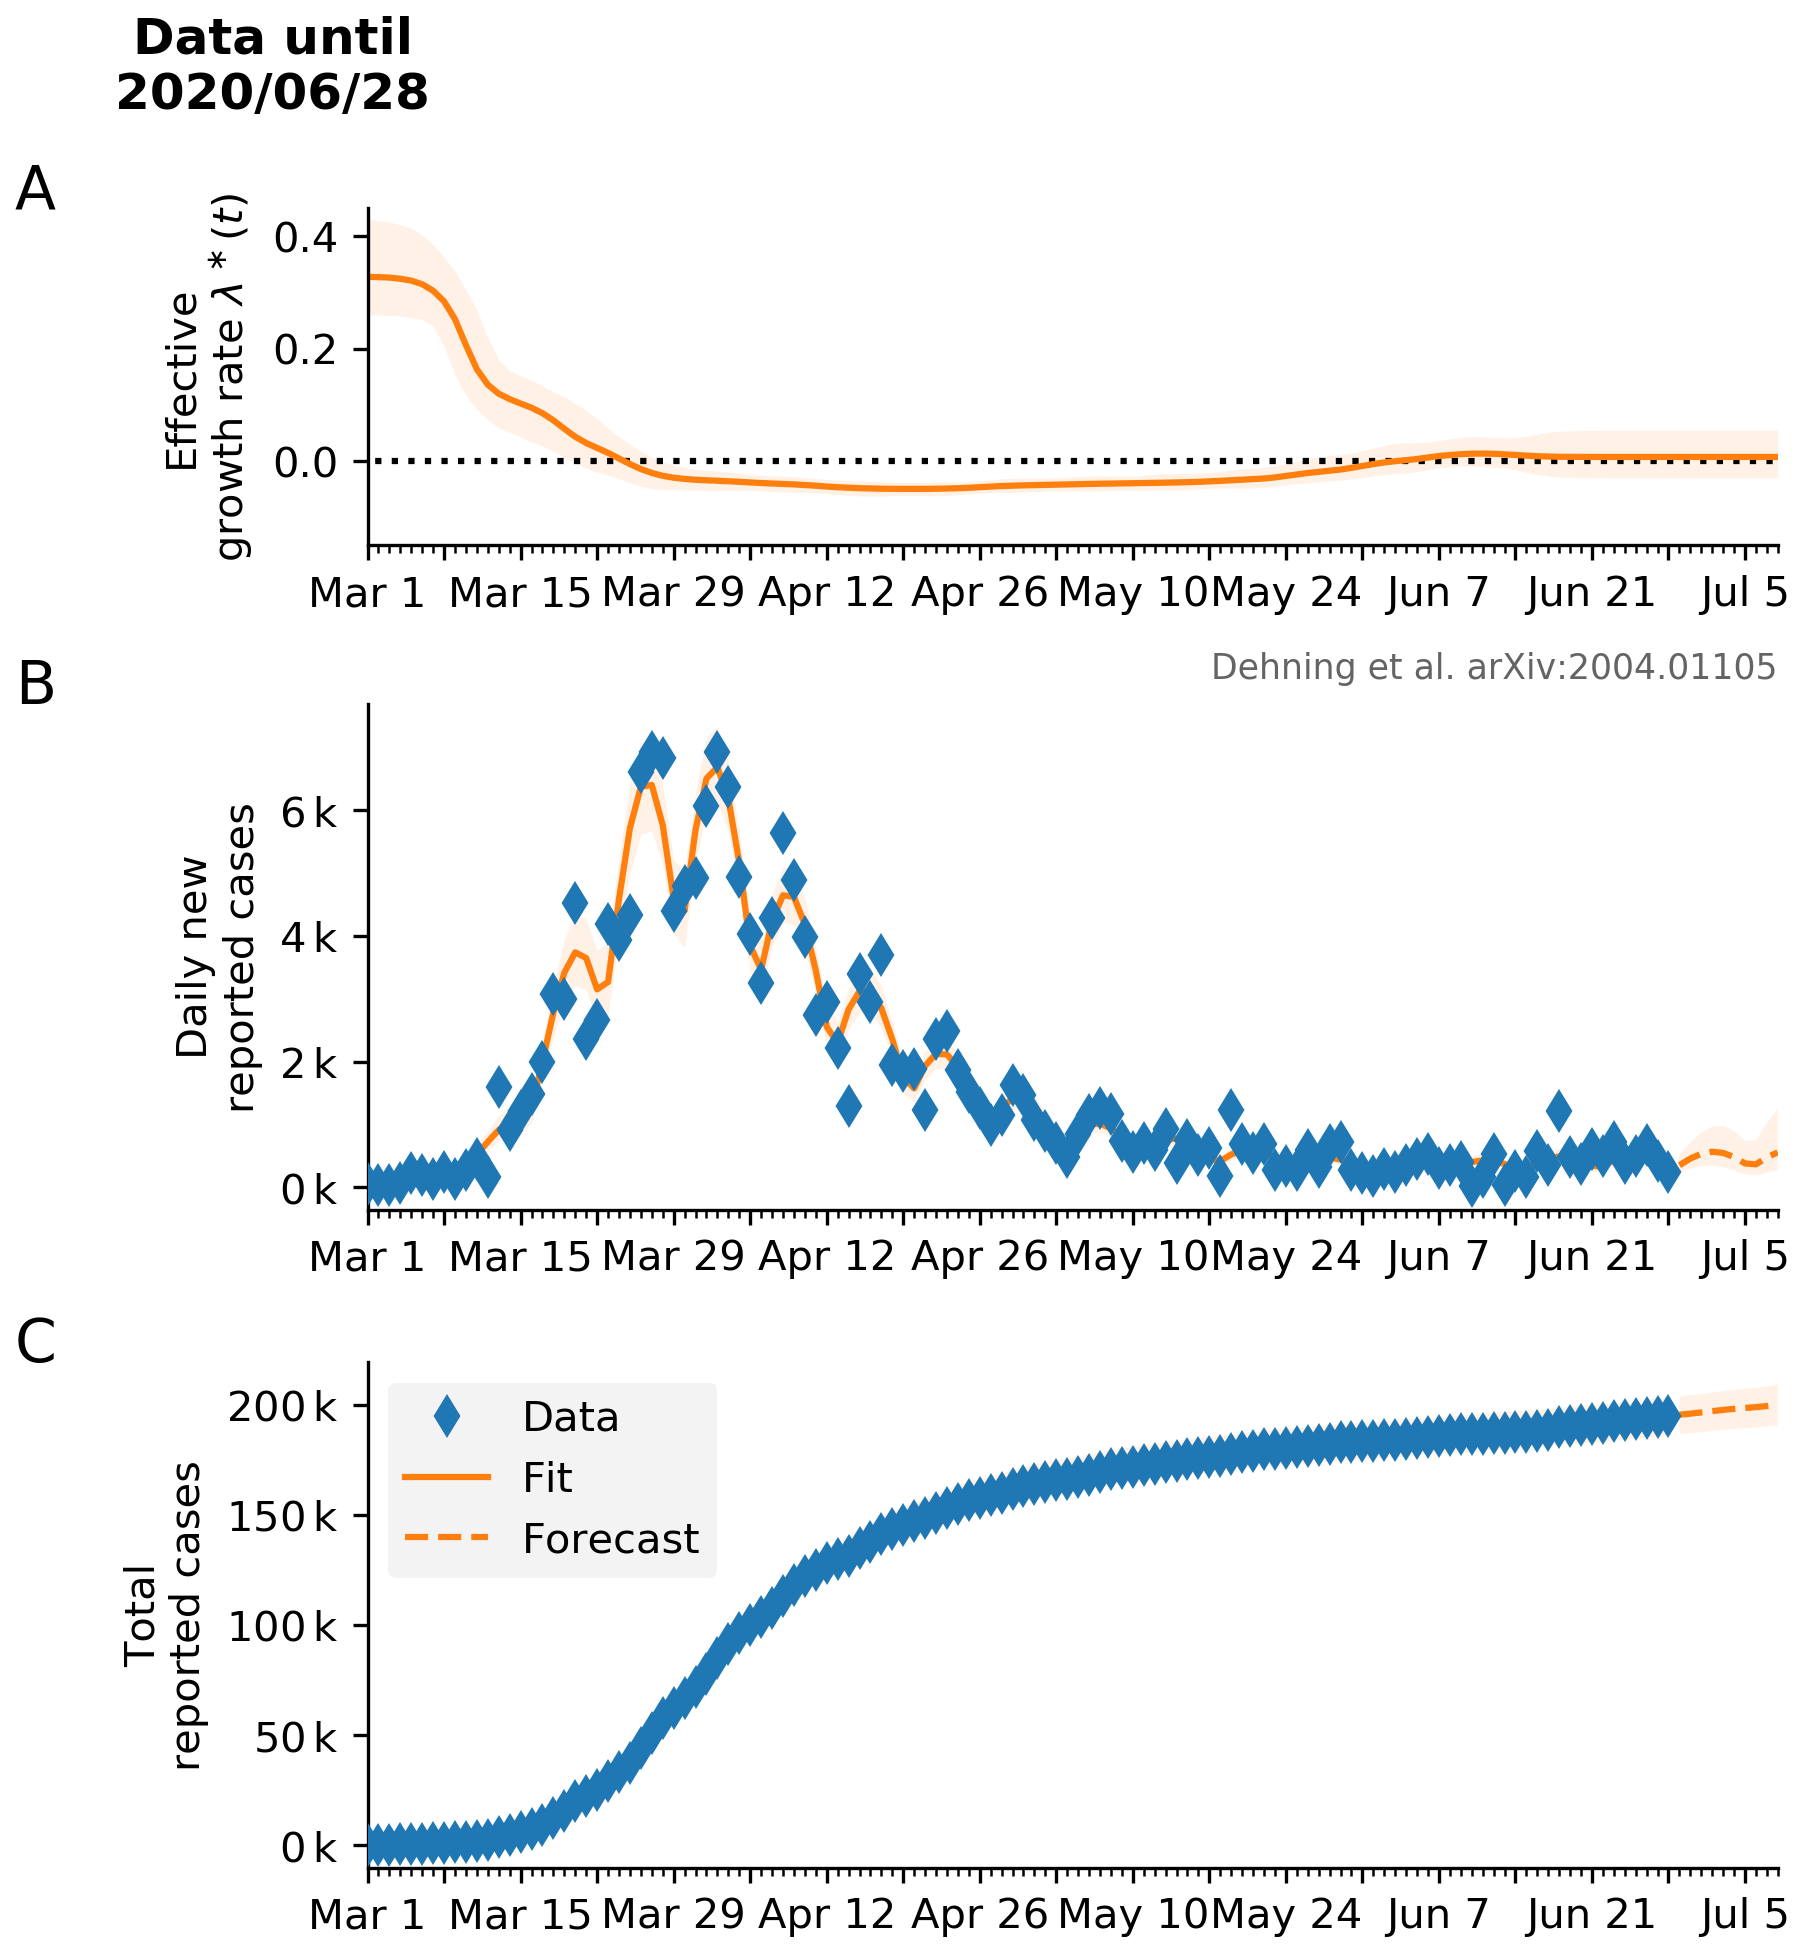 Data until
2020/06/28
A
Effective
growth rate λ * (t)
0.4
0.2
0.0
Mar 1 Mar 15 Mar 29 Apr 12 Apr 26 May 10 May 24 Jun 7 Jun 21 Jul 5
B
Dehning et al. arXiv:2004.01105
Daily new
reported cases
6 k
4 k
2 k
0 k
Mar 1 Mar 15 Mar 29 Apr 12 Apr 26 May 10 May 24 Jun 7 Jun 21 Jul 5
C
Total
reported cases
200 k
150 k
100 k
50 k
0 k
Data
Fit
Forecast
Mar 1 Mar 15 Mar 29 Apr 12 Apr 26 May 10 May 24 Jun 7 Jun 21 Jul 5